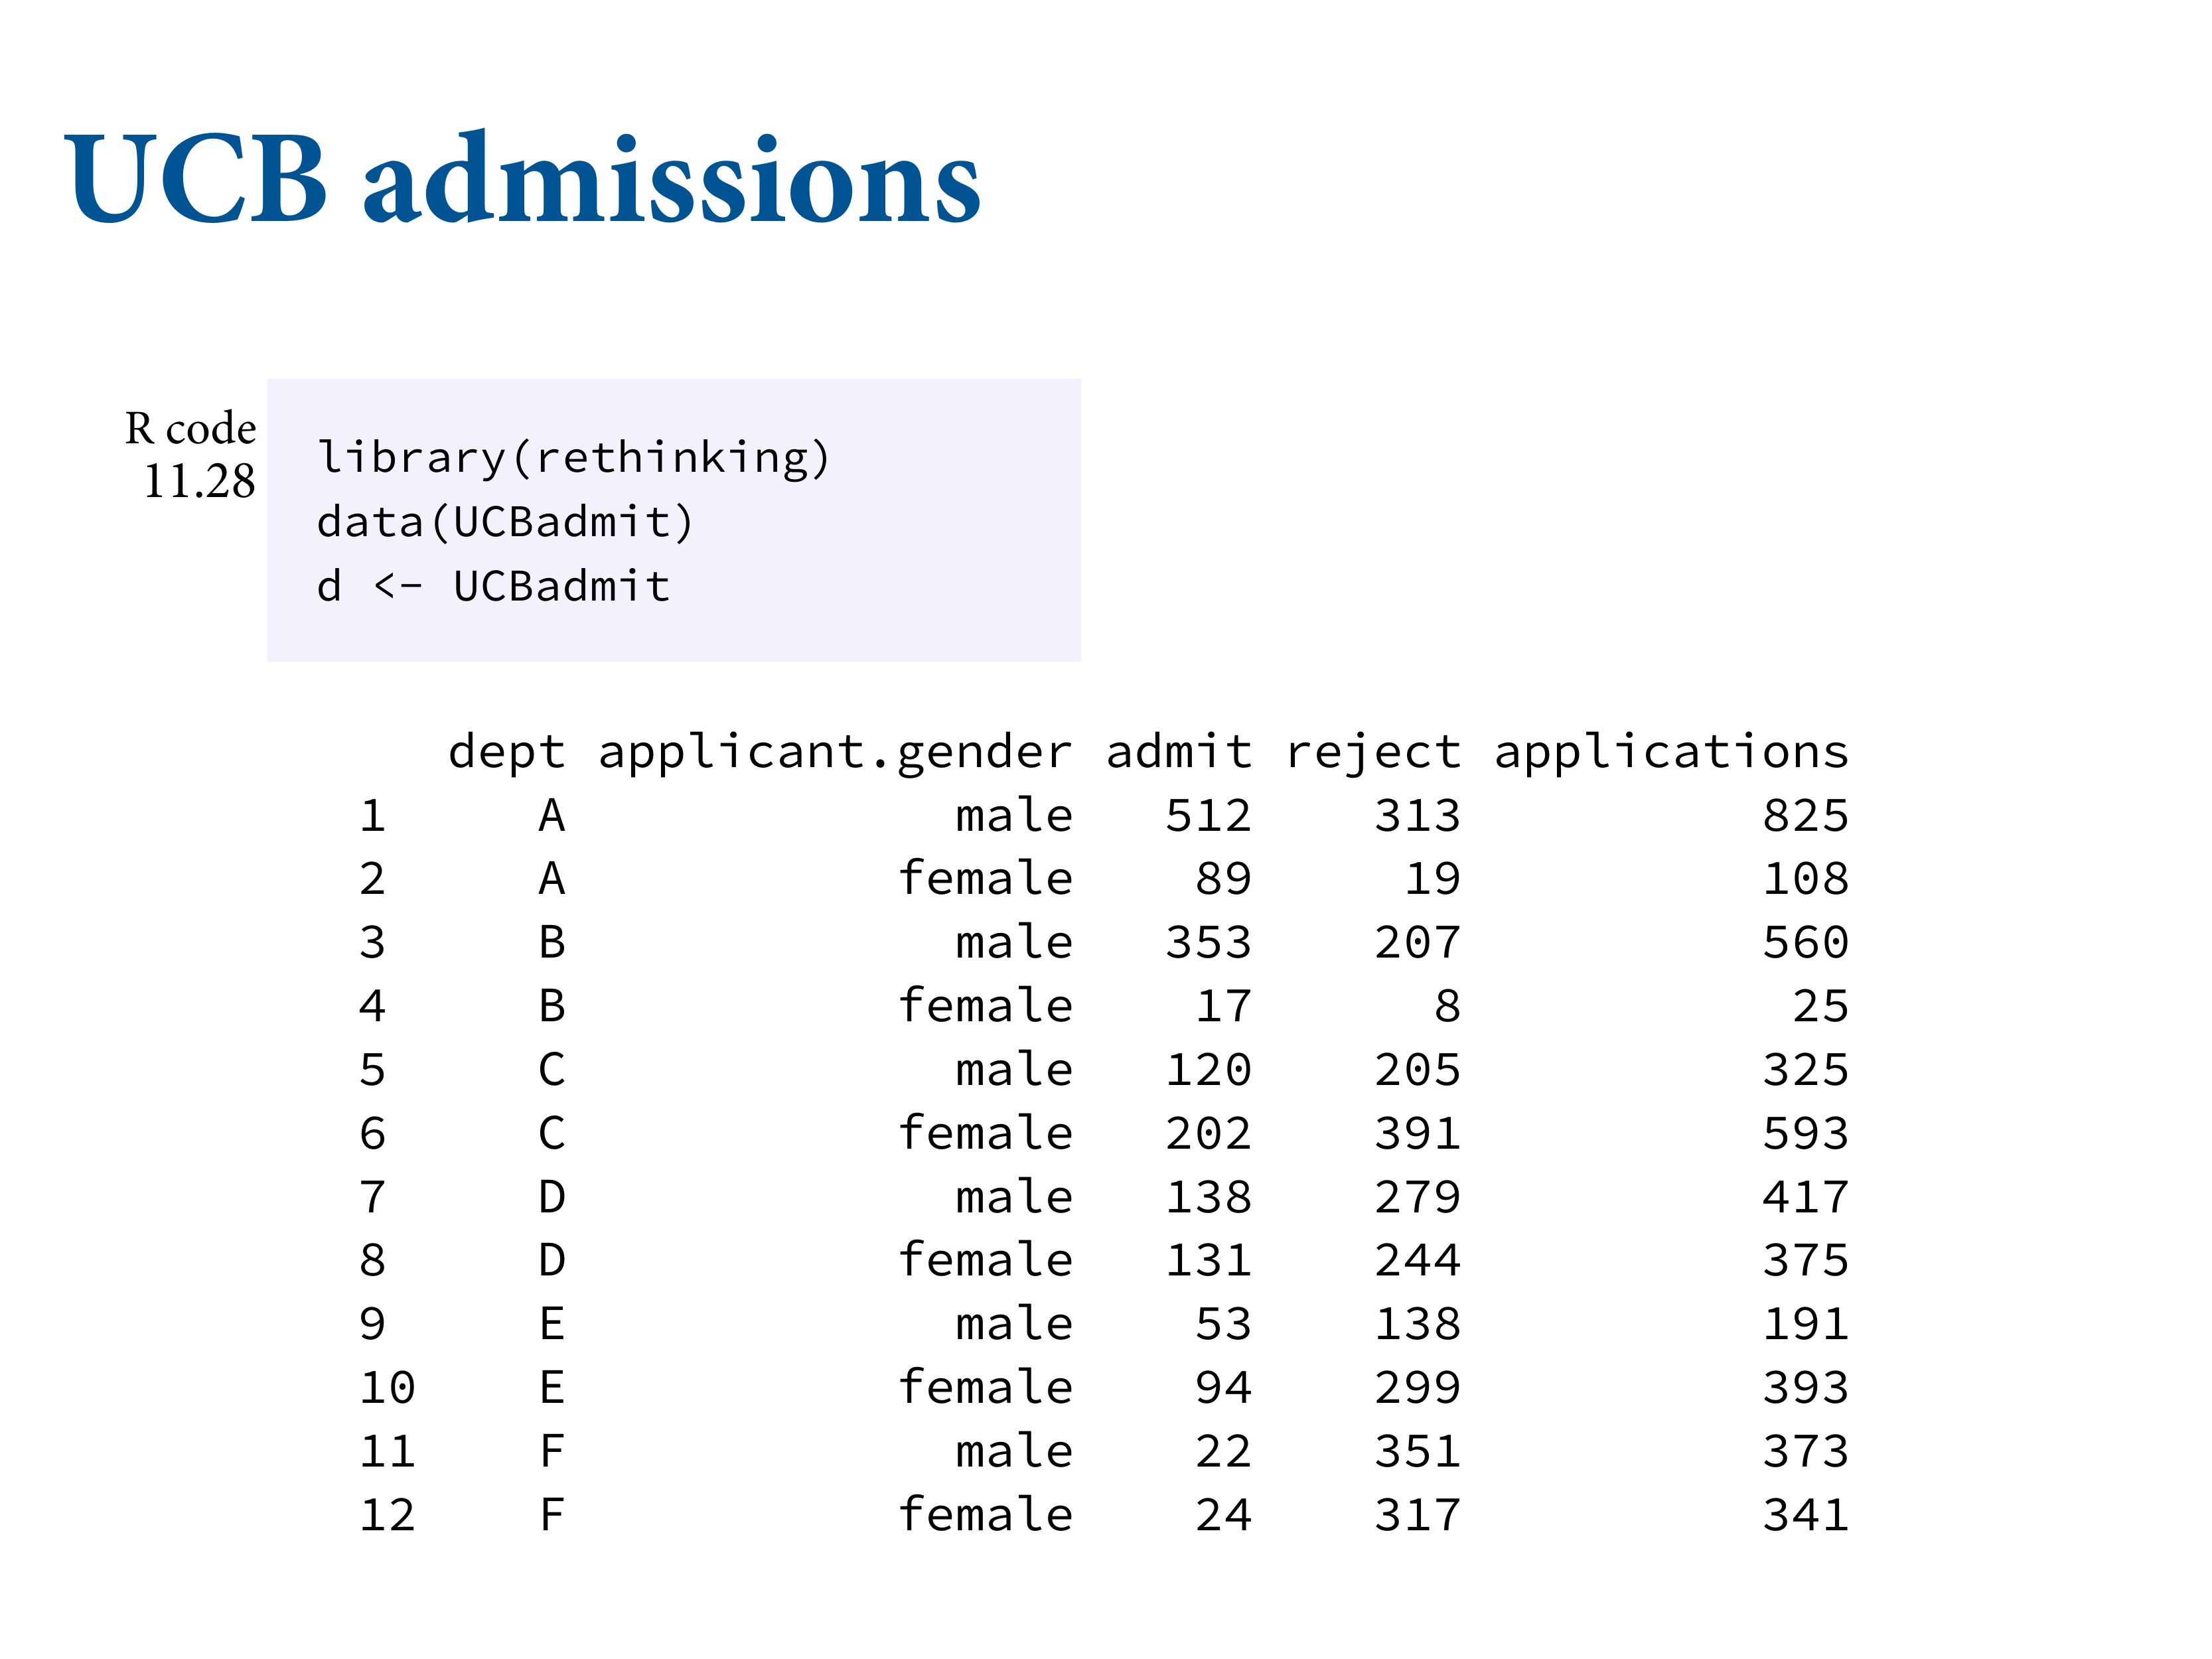 UCB admissions
R code
11.28
library(rethinking)
data(UCBadmit)
d <- UCBadmit
dept applicant.gender admit reject applications
1 A male 512 313 825
2 A female 89 19 108
3 B male 353 207 560
4 B female 17 8 25
5 C male 120 205 325
6 C female 202 391 593
7 D male 138 279 417
8 D female 131 244 375
9 E male 53 138 191
10 E female 94 299 393
11 F male 22 351 373
12 F female 24 317 341